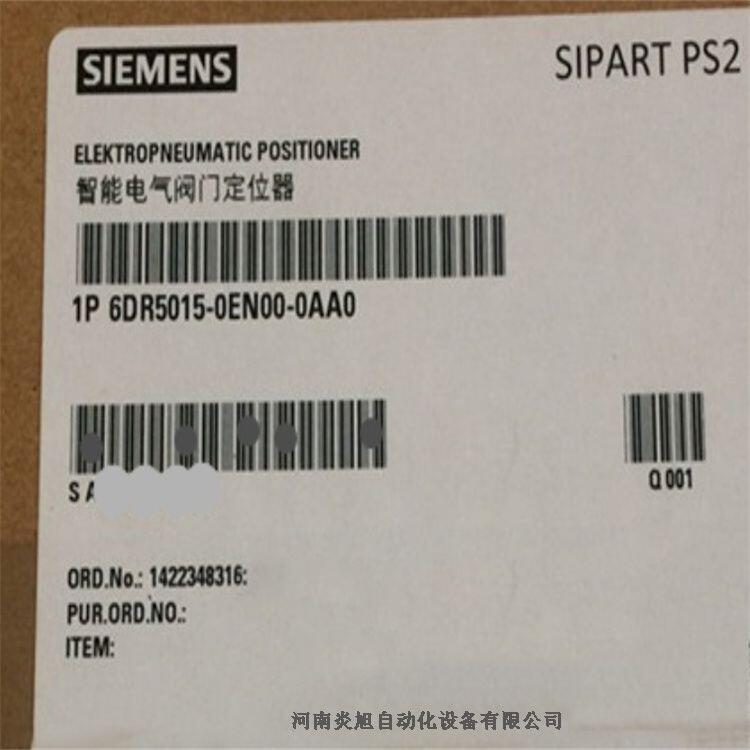 SIEMENS
SIPART PS2
ELEKTROPNEUMATIC POSITIONER
智能电气阀门定位器
1P 6DR5015-0EN00-0AA0
S A
Q 001
ORD.No.: 1422348316:
PUR.ORD.NO.:
ITEM:
河南炎旭自动化设备有限公司